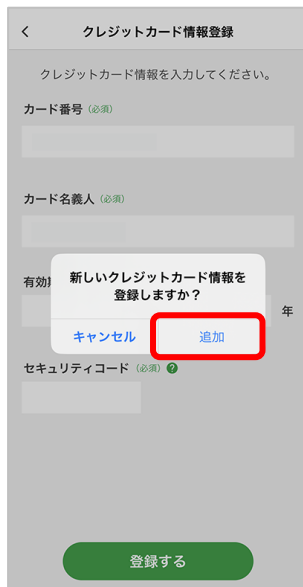 クレジットカード情報登録
クレジットカード情報を入力してください。
カード番号 (必須)
カード名義人 (必須)
新しいクレジットカード情報を
登録しますか？
有効期
年
キャンセル 追加
セキュリティコード (必須) ?
登録する